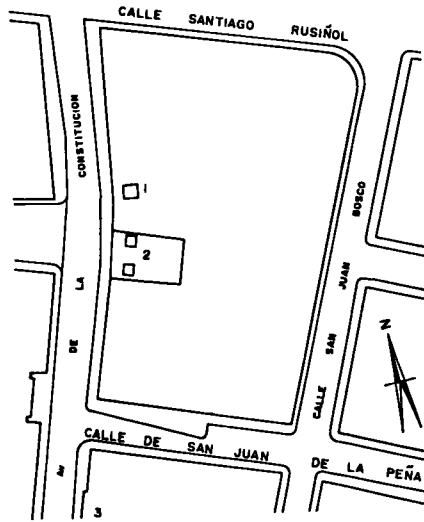 CALLE SANTIAGO RUSIÑOL
AV DE LA CONSTITUCION
1
2
CALLE SAN JUAN BOSCO
N
CALLE DE SAN JUAN DE LA PEÑA
3